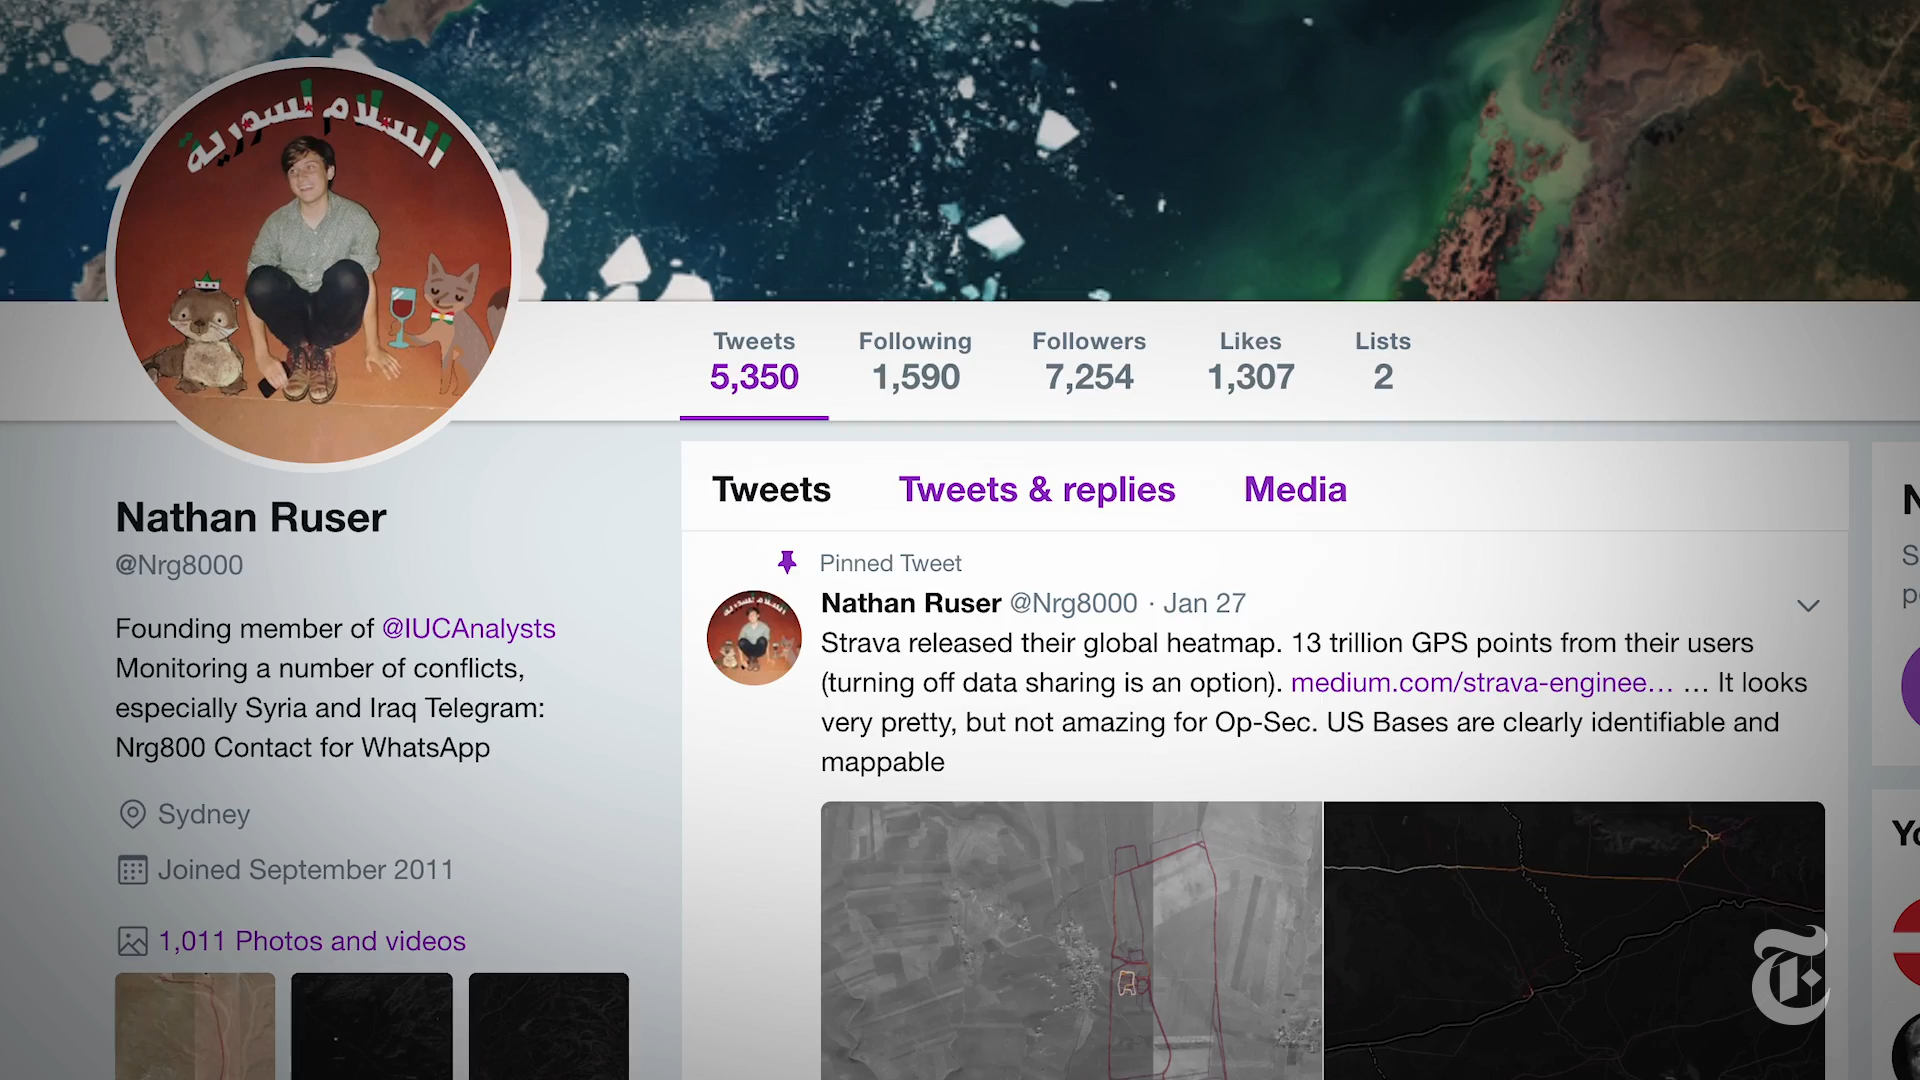 السلام لسورية
Tweets
5,350
Following
1,590
Followers
7,254
Likes
1,307
Lists
2
Nathan Ruser
@Nrg8000
Founding member of @IUCAnalysts
Monitoring a number of conflicts,
especially Syria and Iraq Telegram:
Nrg800 Contact for WhatsApp
Sydney
Joined September 2011
1,011 Photos and videos
Tweets Tweets & replies Media
Pinned Tweet
Nathan Ruser @Nrg8000 · Jan 27
Strava released their global heatmap. 13 trillion GPS points from their users
(turning off data sharing is an option). medium.com/strava-enginee… … It looks
very pretty, but not amazing for Op-Sec. US Bases are clearly identifiable and
mappable
T